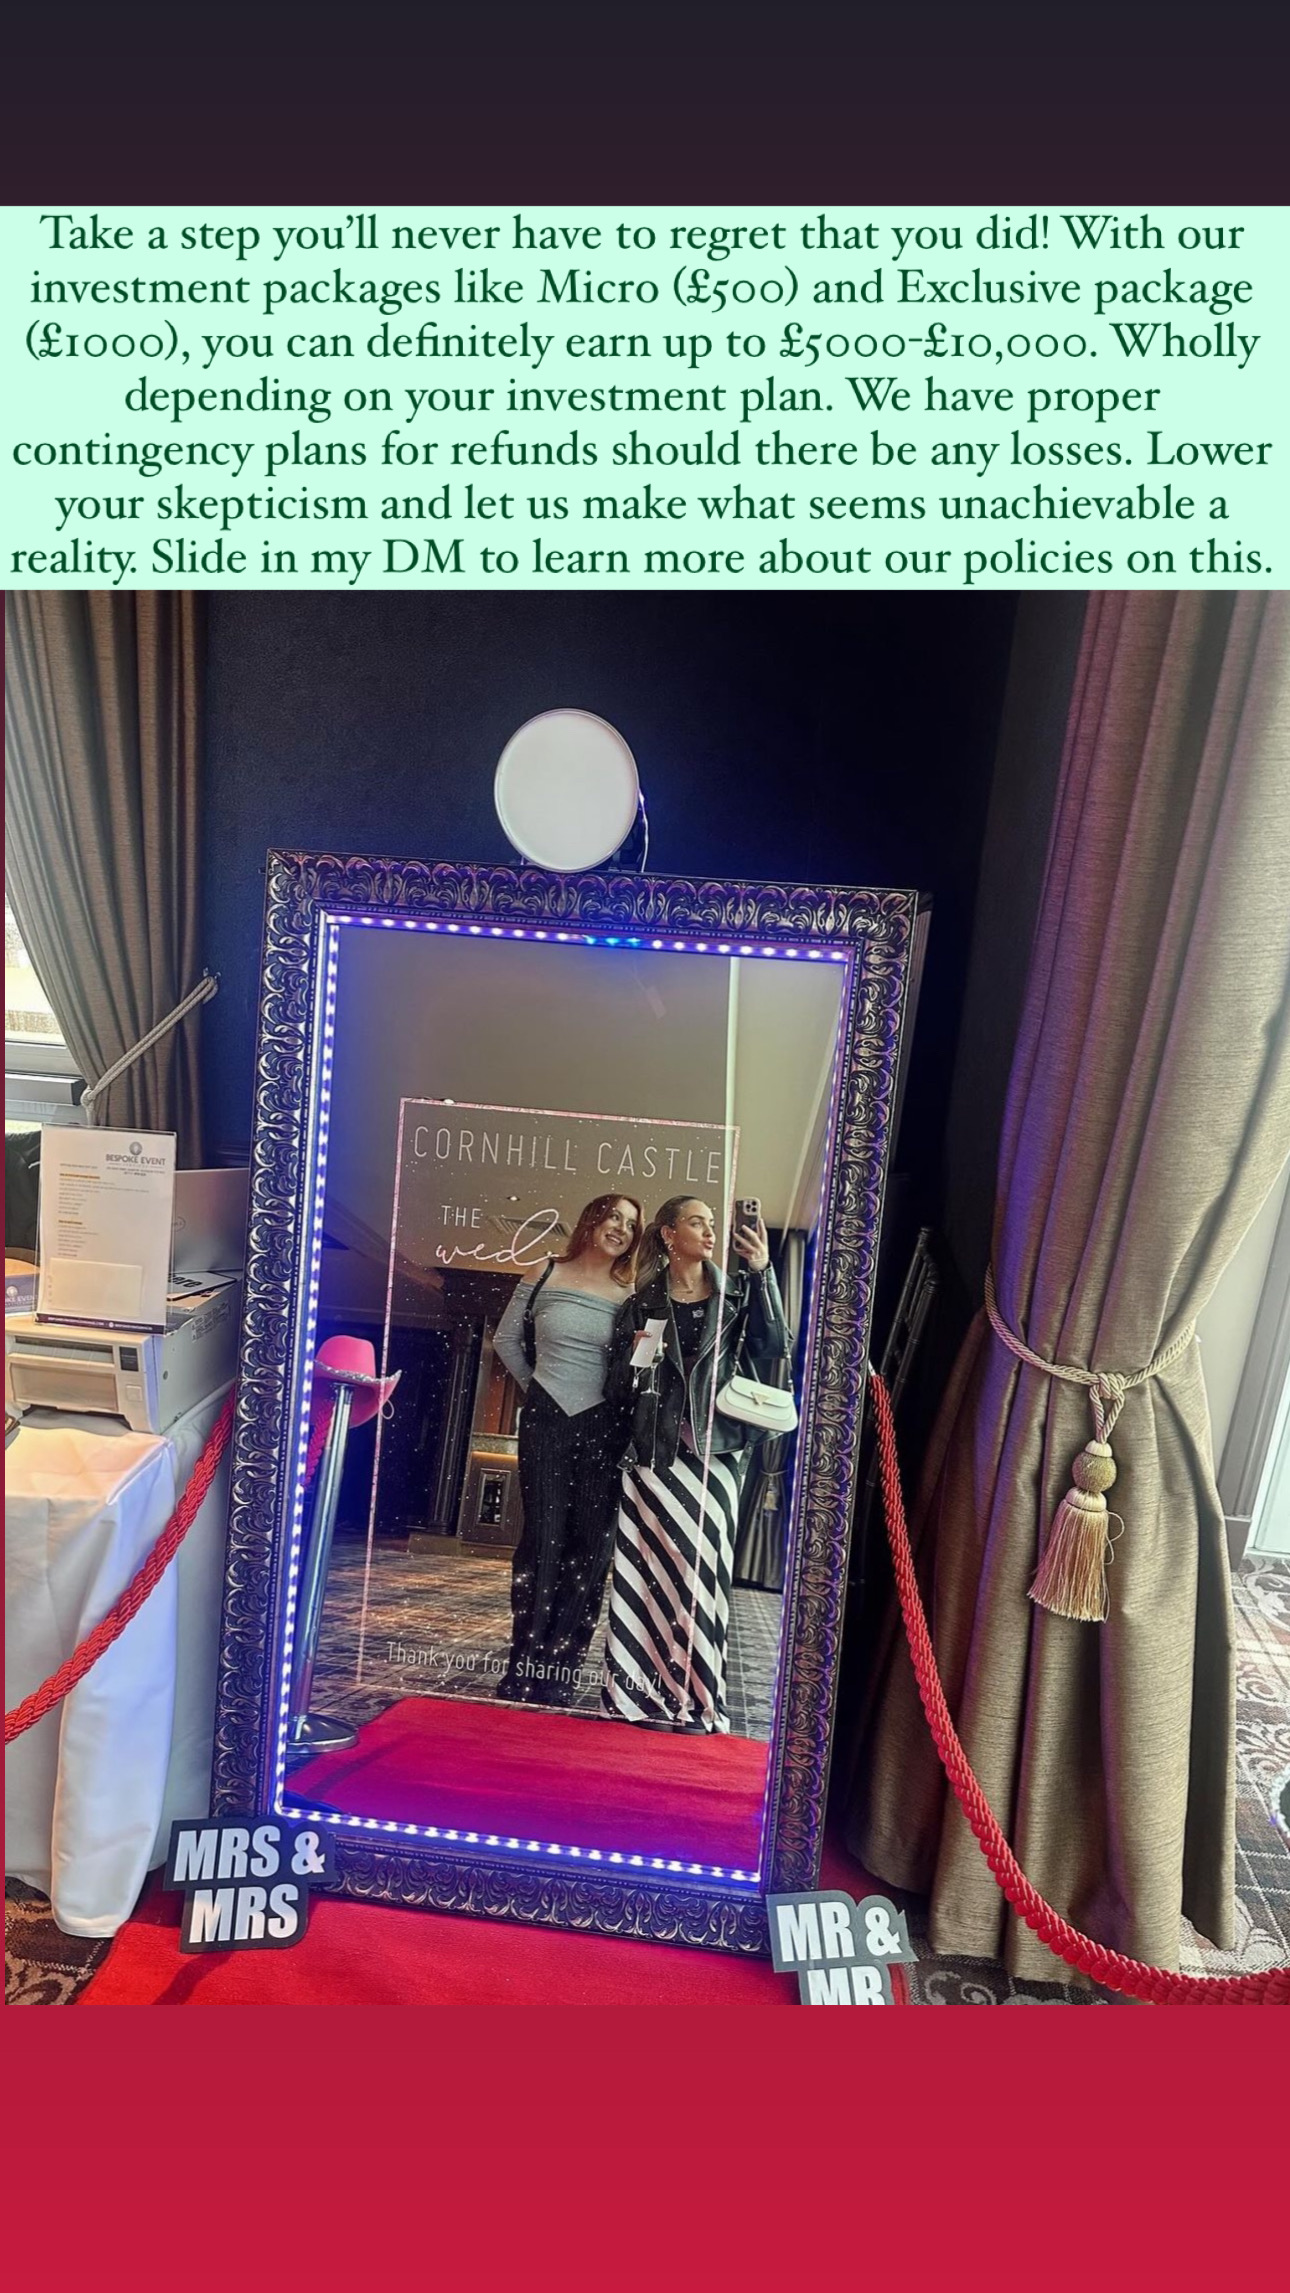 Take a step you’ll never have to regret that you did! With our
investment packages like Micro (£500) and Exclusive package
(£1000), you can definitely earn up to £5000-£10,000. Wholly
depending on your investment plan. We have proper
contingency plans for refunds should there be any losses. Lower
your skepticism and let us make what seems unachievable a
reality. Slide in my DM to learn more about our policies on this.
CORNHILL CASTLE
THE
BESPOKE EVENT
Thank you for sharing our day!
MRS &
MRS
MR &
MR